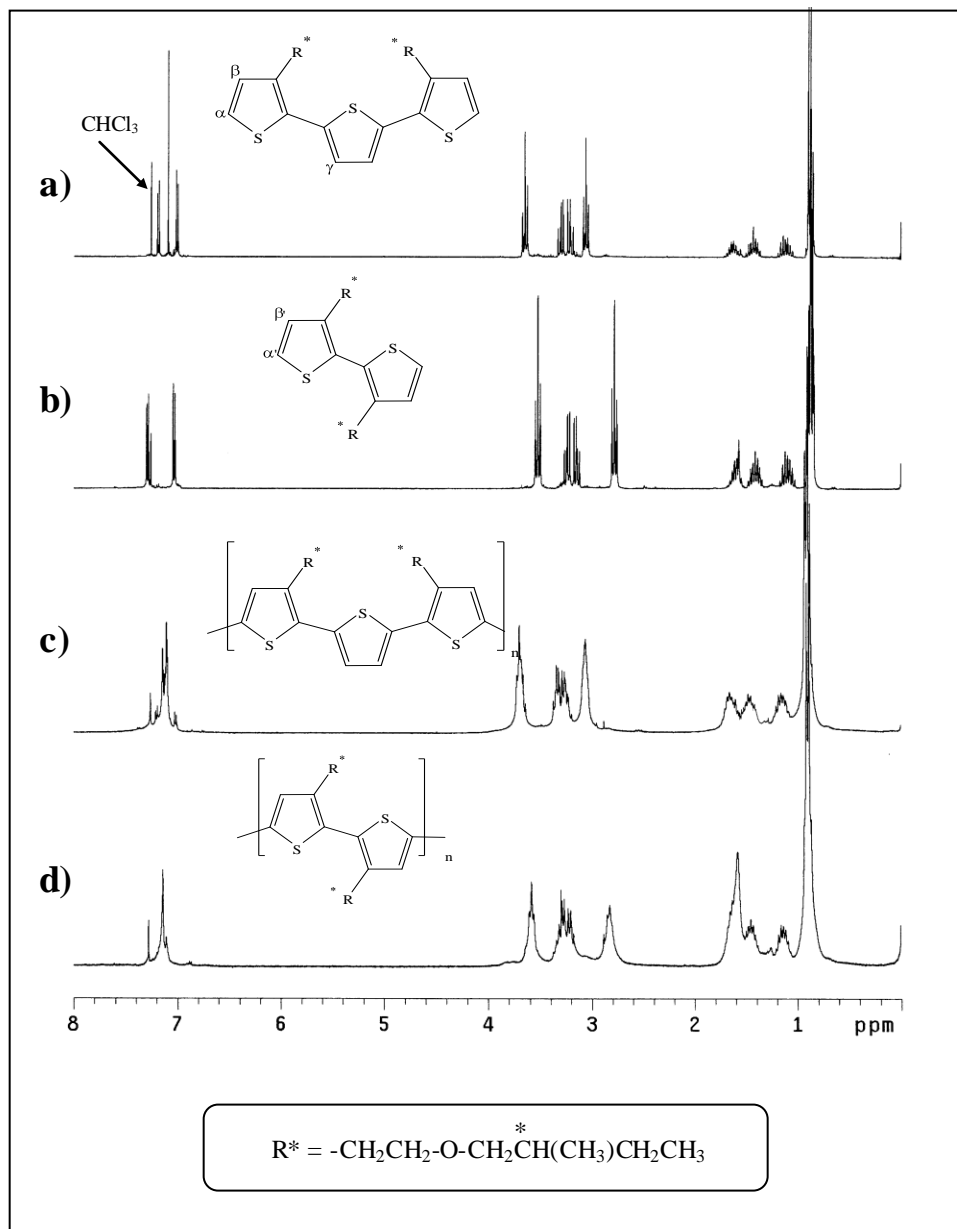 R*
*R
β
α
S
S
S
γ
CHCl₃
a)
R*
β'
α'
S
S
*R
b)
R*
*R
S
S
S
n
c)
R*
S
S
*R
n
d)
8 7 6 5 4 3 2 1 ppm
*
R* = -CH₂CH₂-O-CH₂CH(CH₃)CH₂CH₃